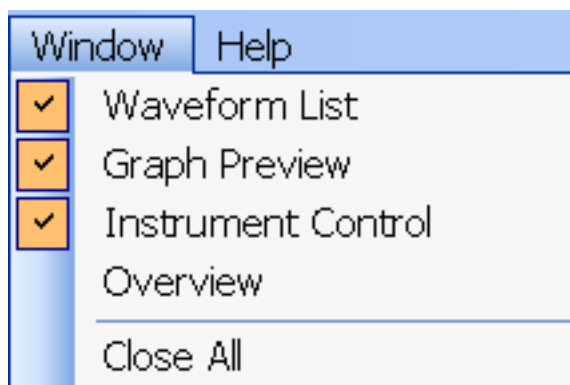 Window Help
Waveform List
Graph Preview
Instrument Control
Overview
Close All